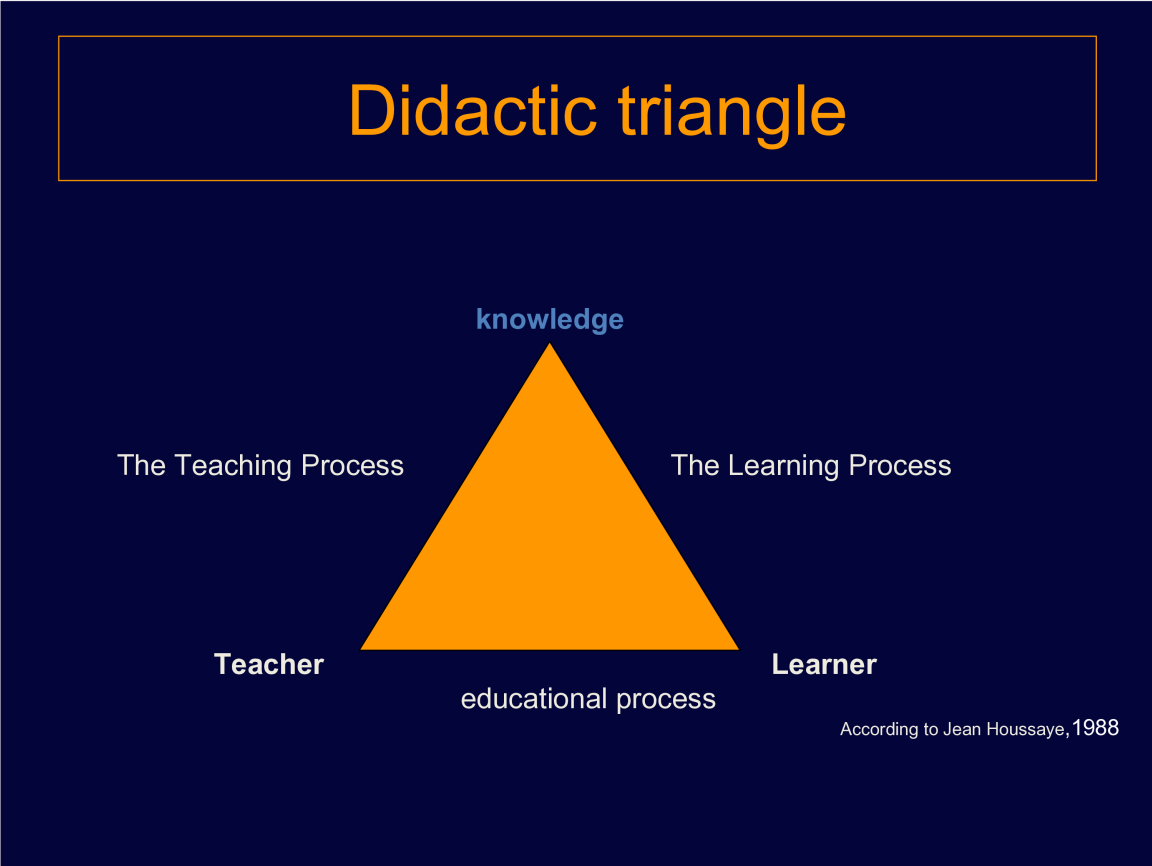 Didactic triangle
knowledge
The Teaching Process
The Learning Process
Teacher
Learner
educational process
According to Jean Houssaye,1988